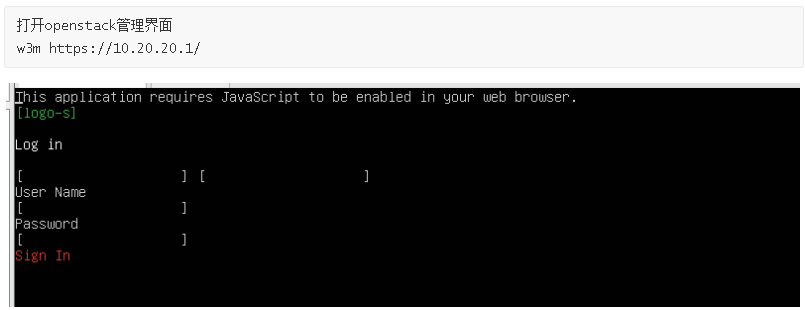 打开openstack管理界面
w3m https://10.20.20.1/
This application requires JavaScript to be enabled in your web browser.
[logo-s]
Log in
[ ] [ ]
User Name
[ ]
Password
[ ]
Sign In